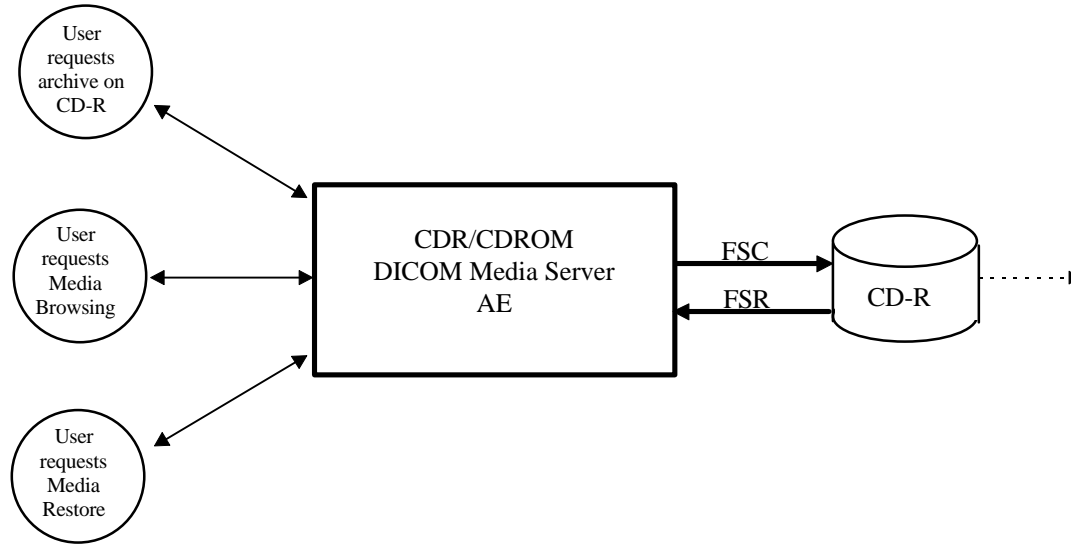 User
requests
archive on
CD-R
User
requests
Media
Browsing
User
requests
Media
Restore
CDR/CDROM
DICOM Media Server
AE
FSC
FSR
CD-R